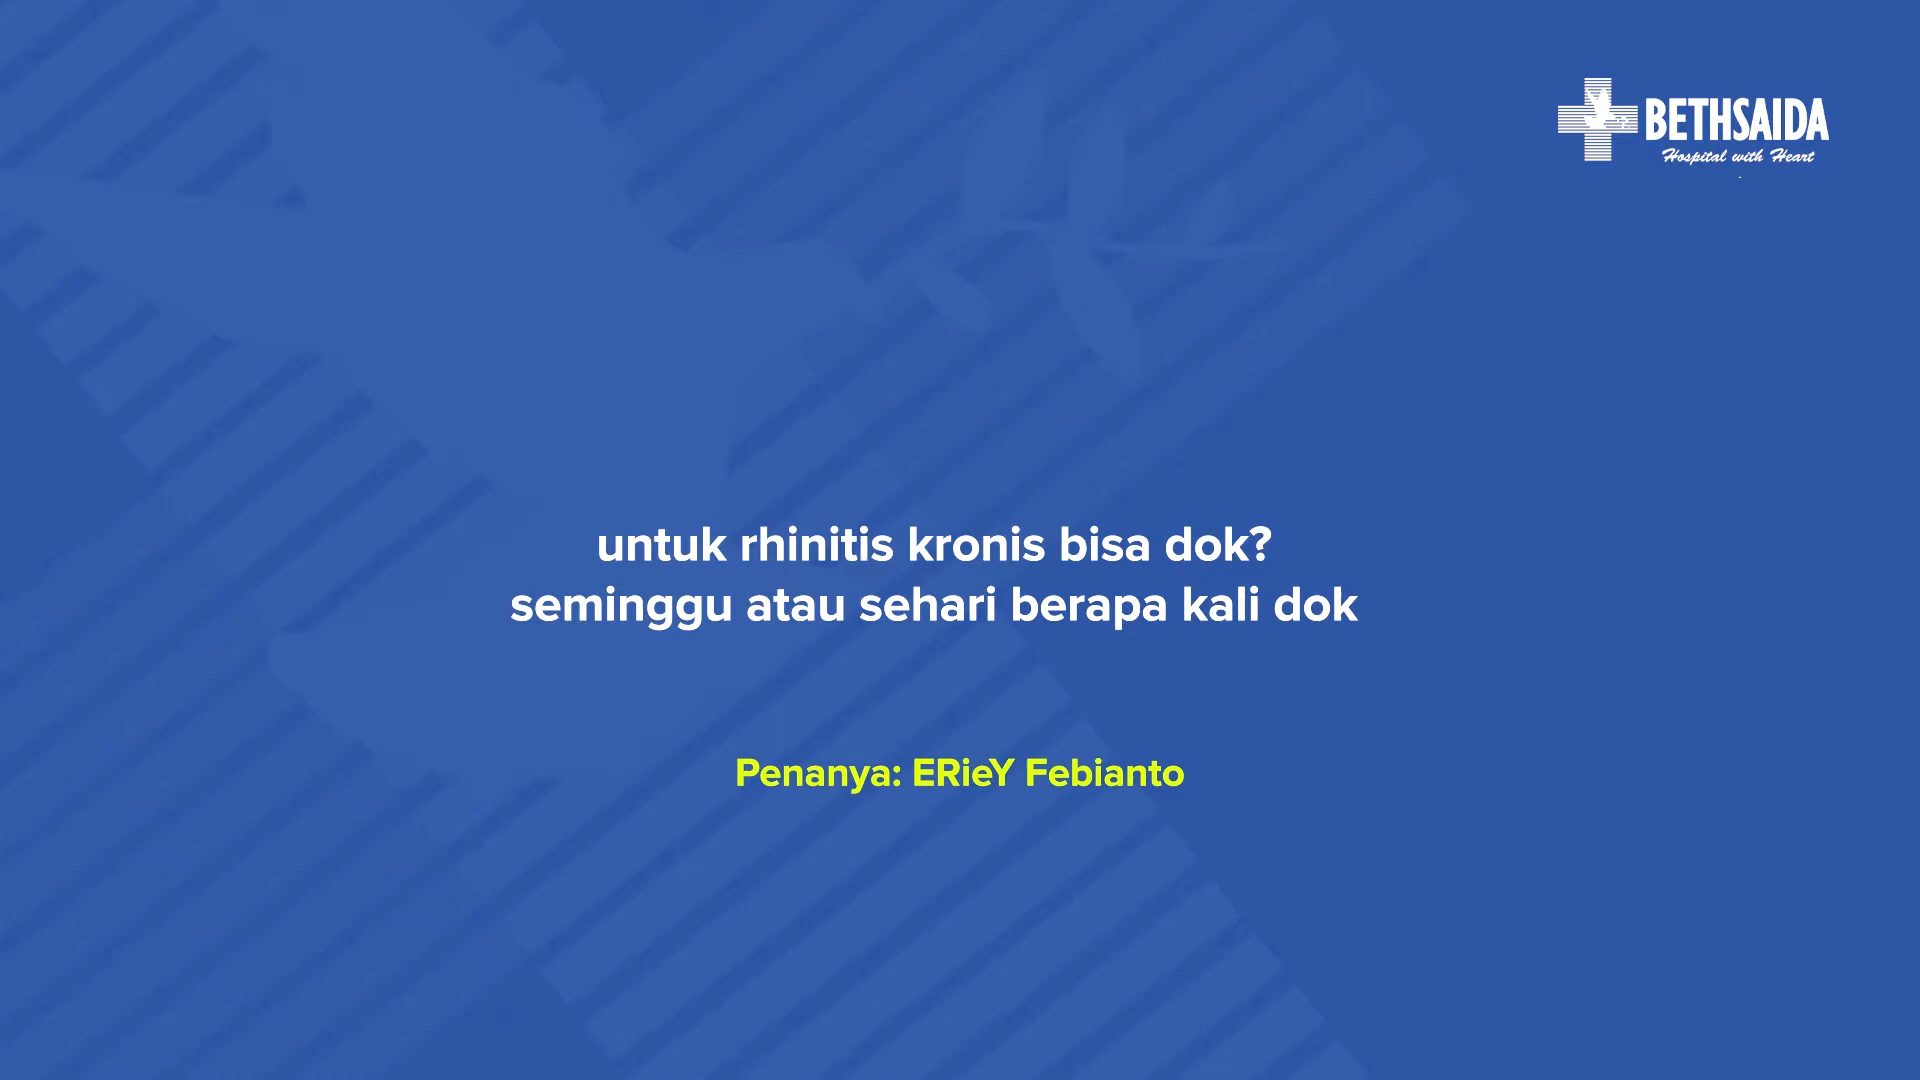 BETHSAIDA
Hospital with Heart
untuk rhinitis kronis bisa dok?
seminggu atau sehari berapa kali dok
Penanya: ERieY Febianto